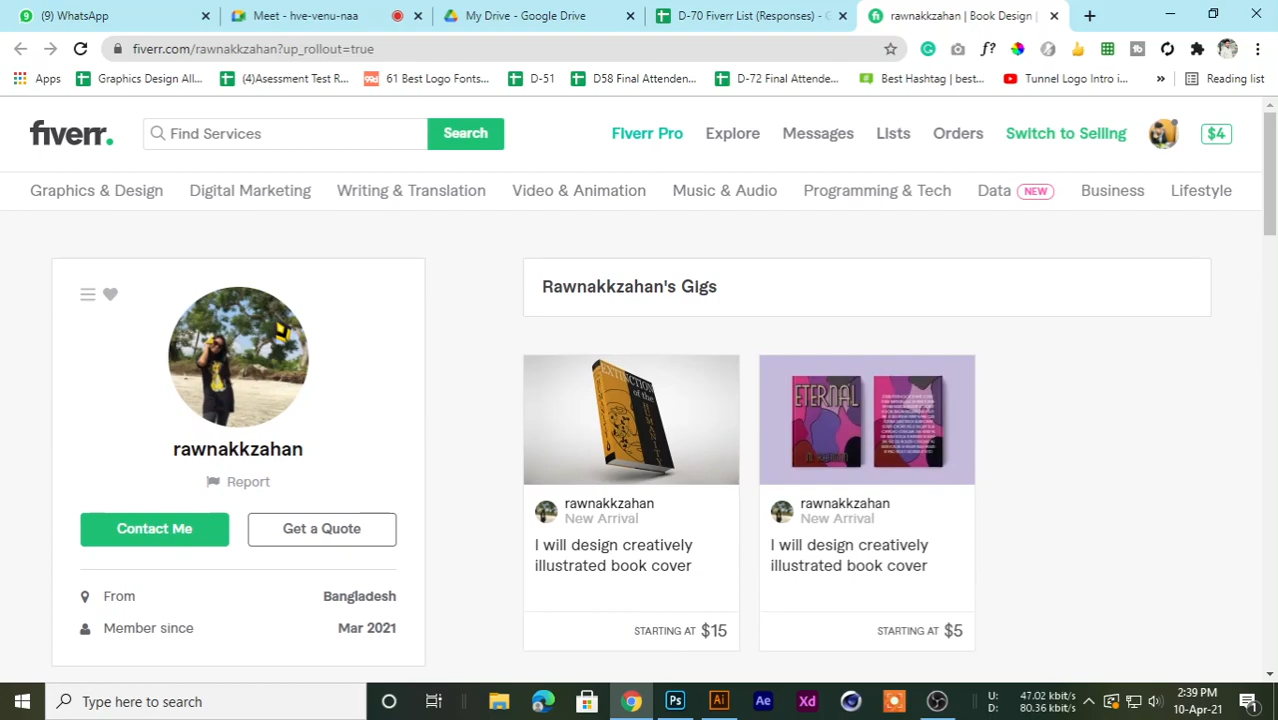 (9) WhatsApp
Meet - hve-venu-naa
My Drive - Google Drive
D-70 Fiverr List (Responses) - G
rawnakkzahan | Book Design |
fiverr.com/rawnakkzahan?up_rollout=true
Apps
Graphics Design All...
(4)Asessment Test R...
61 Best Logo Fonts...
D-51
D58 Final Attenden...
D-72 Final Attende...
Best Hashtag | best...
Tunnel Logo Intro i...
Reading list
fiverr.
Find Services
Search
Fiverr Pro
Explore
Messages
Lists
Orders
Switch to Selling
$4
Graphics & Design
Digital Marketing
Writing & Translation
Video & Animation
Music & Audio
Programming & Tech
Data NEW
Business
Lifestyle
rawnakkzahan
Report
Contact Me
Get a Quote
From Bangladesh
Member since Mar 2021
Rawnakkzahan's Gigs
EXTINCTION
of the
rawnakkzahan
New Arrival
I will design creatively
illustrated book cover
STARTING AT $15
ETERNAL
rawnakkzahan
New Arrival
I will design creatively
illustrated book cover
STARTING AT $5
Type here to search
U: 47.02 kbit/s
D: 80.36 kbit/s
2:39 PM
10-Apr-21